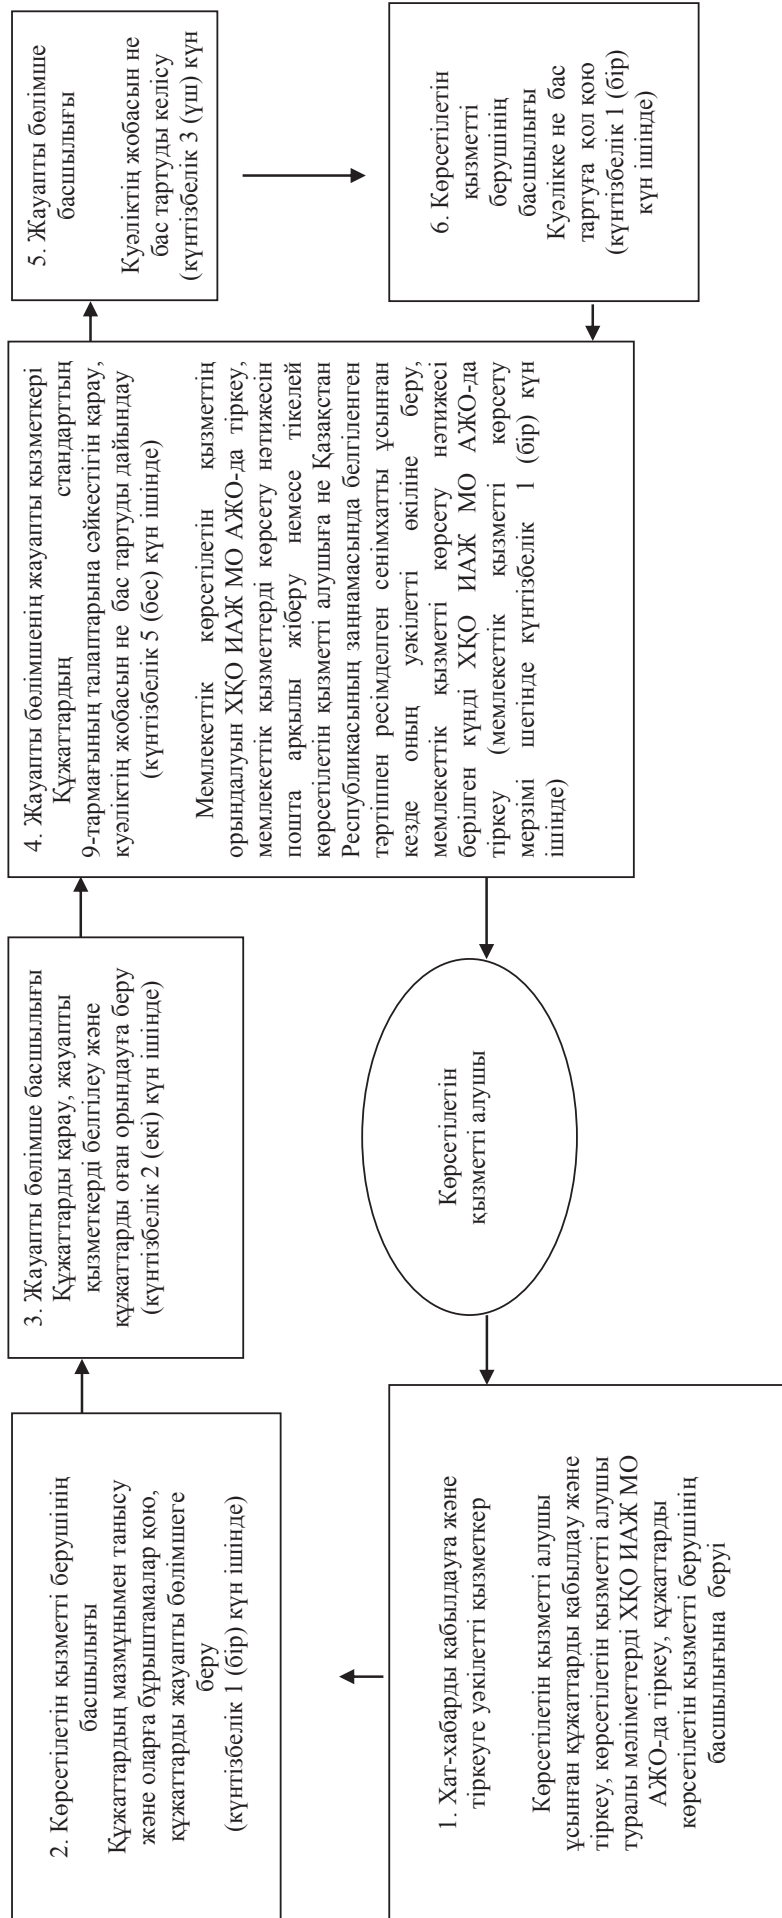 1. Хат-хабарды қабылдауға және
тіркеуге уәкілетті қызметкер
Көрсетілетін қызметті алушы
ұсынған құжаттарды қабылдау және
тіркеу, көрсетілетін қызметті алушы
туралы мәліметтерді ХҚО ИАЖ МО
АЖО-да тіркеу, құжаттарды
көрсетілетін қызметті берушінің
басшылығына беруі
2. Көрсетілетін қызметті берушінің
басшылығы
Құжаттардың мазмұнымен танысу
және оларға бұрыштамалар қою,
құжаттарды жауапты бөлімшеге
беру
(күнтізбелік 1 (бір) күн ішінде)
3. Жауапты бөлімше басшылығы
Құжаттарды қарау, жауапты
қызметкерді белгілеу және
құжаттарды оған орындауға беру
(күнтізбелік 2 (екі) күн ішінде)
4. Жауапты бөлімшенің жауапты қызметкері
Құжаттардың стандарттың
9-тармағының талаптарына сәйкестігін қарау,
куәліктің жобасын не бас тартуды дайындау
(күнтізбелік 5 (бес) күн ішінде)
Мемлекеттік көрсетілетін қызметтің
орындалуын ХҚО ИАЖ МО АЖО-да тіркеу,
мемлекеттік қызметтерді көрсету нәтижесін
пошта арқылы жіберу немесе тікелей
көрсетілетін қызметті алушыға не Қазақстан
Республикасының заңнамасында белгіленген
тәртіппен ресімделген сенімхатты ұсынған
кезде оның уәкілетті өкіліне беру,
мемлекеттік қызметті көрсету нәтижесі
берілген күнді ХҚО ИАЖ МО АЖО-да
тіркеу (мемлекеттік қызметті көрсету
мерзімі шегінде күнтізбелік 1 (бір) күн
ішінде)
5. Жауапты бөлімше
басшылығы
Куәліктің жобасын не
бас тартуды келісу
(күнтізбелік 3 (үш) күн
6. Көрсетілетін
қызметті
берушінің
басшылығы
Куәлікке не бас
тартуға қол қою
(күнтізбелік 1 (бір)
күн ішінде)
Көрсетілетін
қызметті алушы